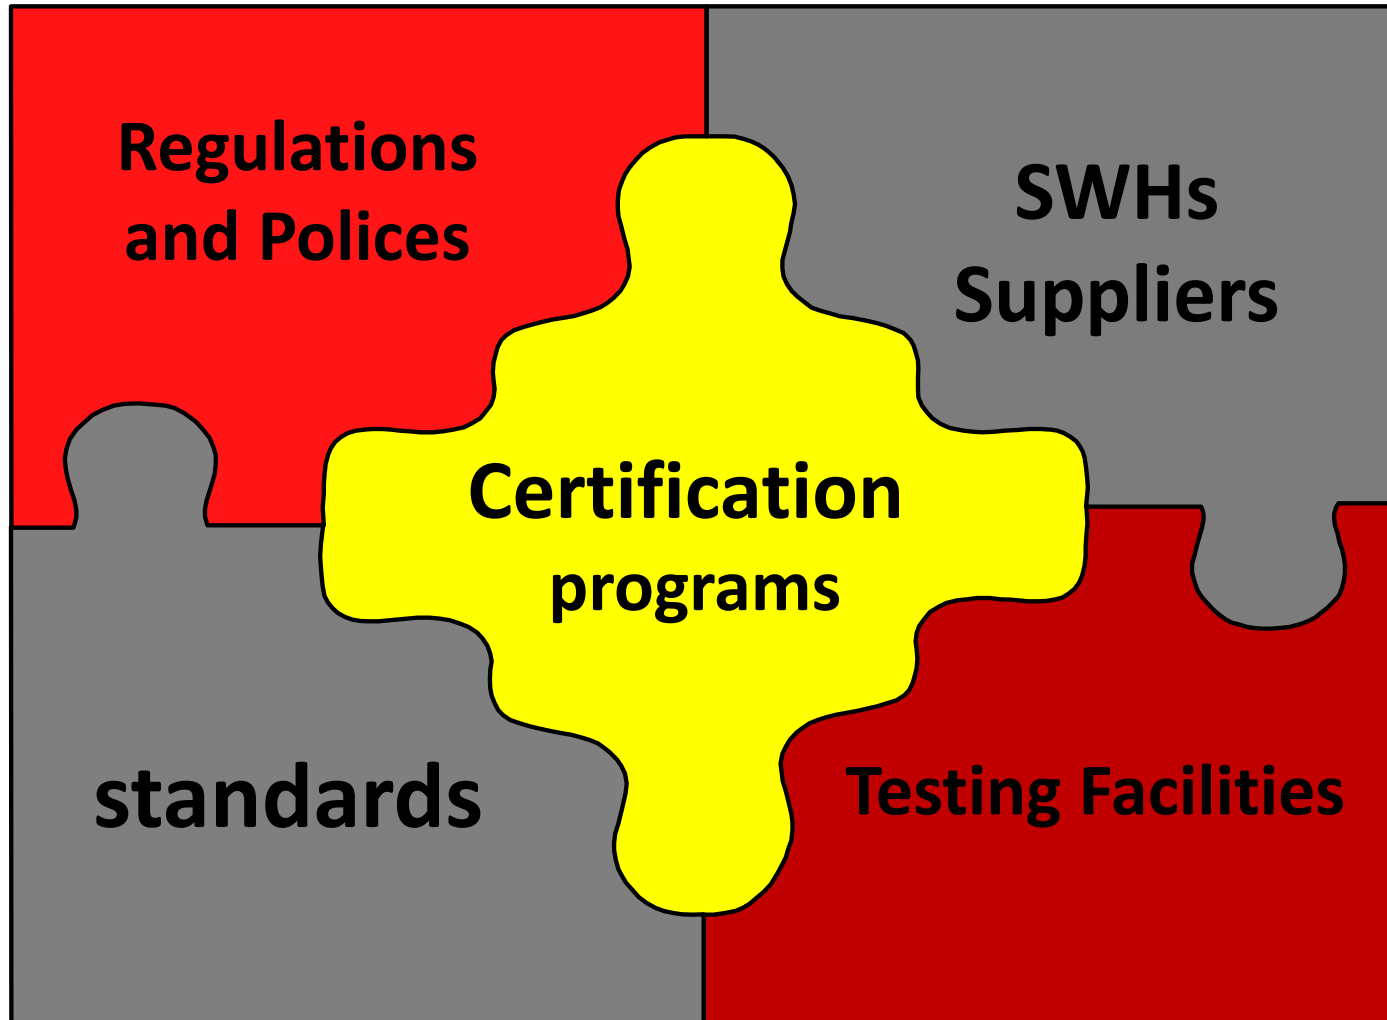 Regulations
and Polices
SWHs
Suppliers
Certification
programs
standards
Testing Facilities